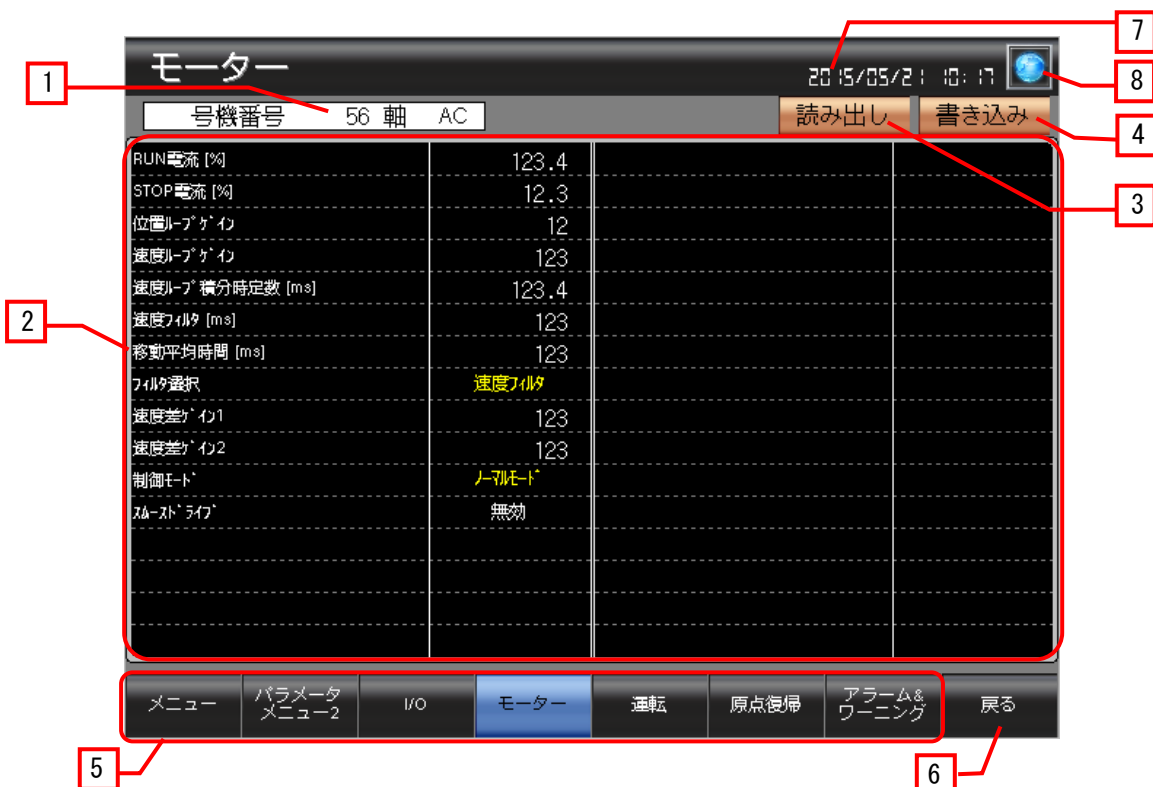 7
モーター
2015/05/21 10:17
8
1
号機番号 56 軸 AC
読み出し 書き込み
4
RUN電流 [%] 123.4
STOP電流 [%] 12.3
3
位置ﾙｰﾌﾟｹﾞｲﾝ 12
速度ﾙｰﾌﾟｹﾞｲﾝ 123
速度ﾙｰﾌﾟ積分時定数 [ms] 123.4
2
速度ﾌｨﾙﾀ [ms] 123
移動平均時間 [ms] 123
ﾌｨﾙﾀ選択 速度ﾌｨﾙﾀ
速度差ｹﾞｲﾝ1 123
速度差ｹﾞｲﾝ2 123
制御ﾓｰﾄﾞ ﾉｰﾏﾙﾓｰﾄﾞ
ｽﾑｰｽﾄﾞﾗｲﾌﾞ 無効
メニュー パラメータ メニュー2 I/O モーター 運転 原点復帰 アラーム& ワーニング 戻る
5 6